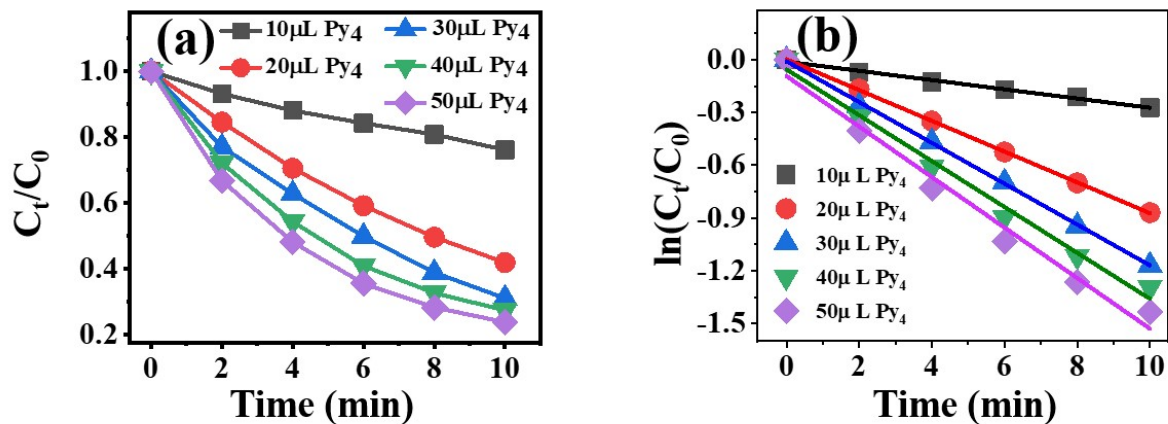 (a)
10μL Py4
20μL Py4
30μL Py4
40μL Py4
50μL Py4
1.0
0.8
0.6
0.4
0.2
Ct/C0
0 2 4 6 8 10
Time (min)
(b)
0.0
-0.3
-0.6
-0.9
-1.2
-1.5
ln(Ct/C0)
10μ L Py4
20μ L Py4
30μ L Py4
40μ L Py4
50μ L Py4
0 2 4 6 8 10
Time (min)